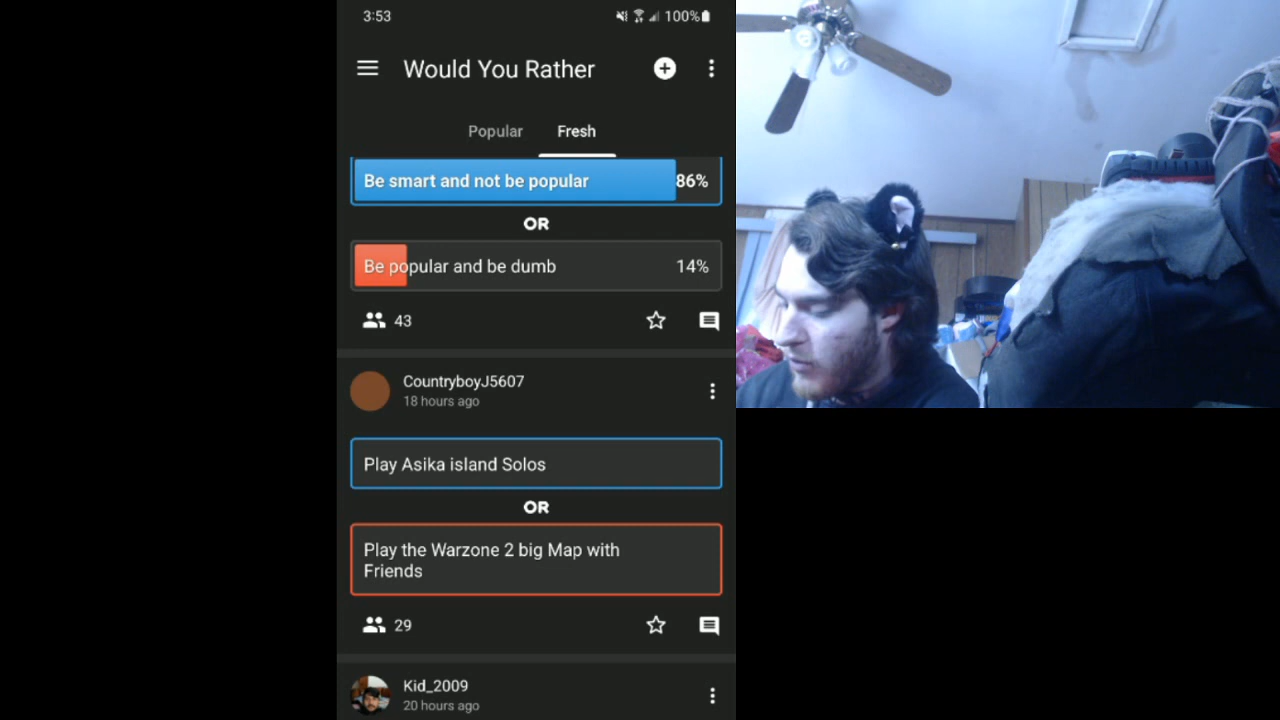 3:53
100%
Would You Rather
Popular
Fresh
Be smart and not be popular
86%
OR
Be popular and be dumb
14%
43
CountryboyJ5607
18 hours ago
Play Asika island Solos
OR
Play the Warzone 2 big Map with
Friends
29
Kid_2009
20 hours ago